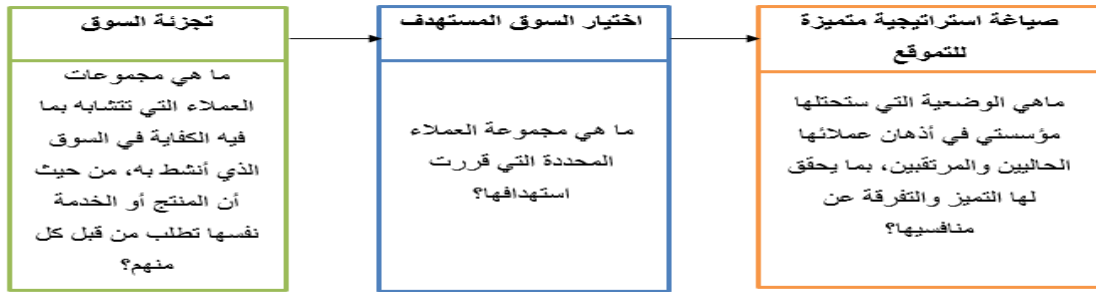 تجزئة السوق
ما هي مجموعات
العملاء التي تتشابه بما
فيه الكفاية في السوق
الذي أنشط به، من حيث
أن المنتج أو الخدمة
نفسها تطلب من قبل كل
منهم؟
اختيار السوق المستهدف
ما هي مجموعة العملاء
المحددة التي قررت
استهدافها؟
صياغة استراتيجية متميزة
للتموقع
ماهي الوضعية التي ستحتلها
مؤسستي في أذهان عملائها
الحاليين والمرتقبين، بما يحقق
لها التميز والتفرقة عن
منافسيها؟